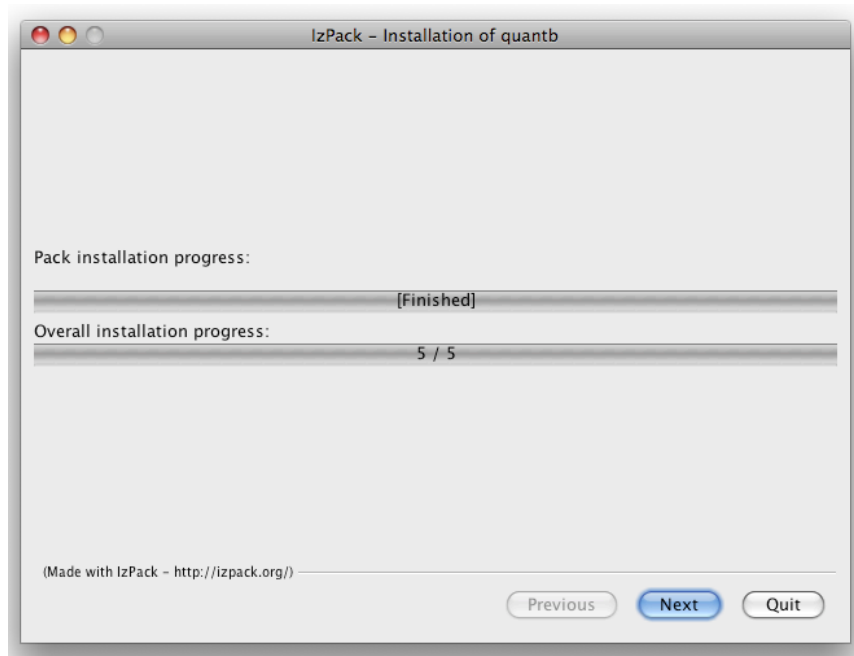 IzPack – Installation of quantb
Pack installation progress:
[Finished]
Overall installation progress:
5 / 5
(Made with IzPack – http://izpack.org/)
Previous Next Quit